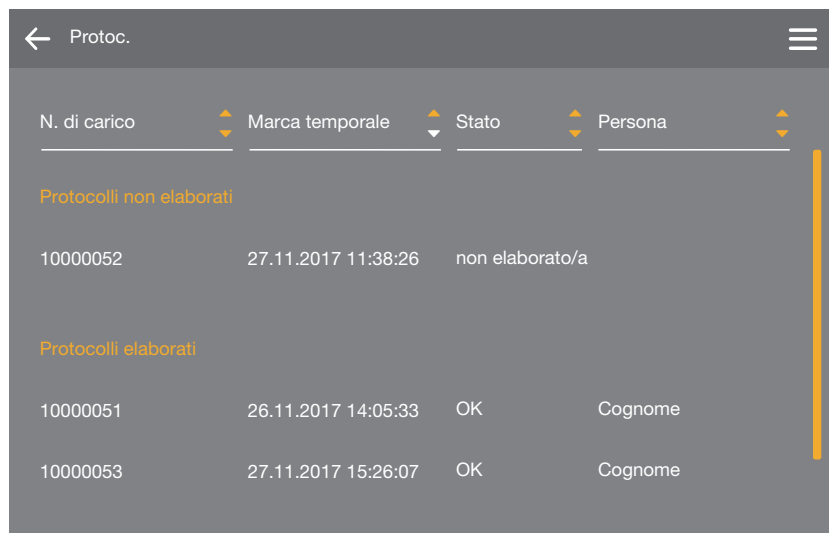 Protoc.
N. di carico Marca temporale Stato Persona
Protocolli non elaborati
10000052 27.11.2017 11:38:26 non elaborato/a
Protocolli elaborati
10000051 26.11.2017 14:05:33 OK Cognome
10000053 27.11.2017 15:26:07 OK Cognome